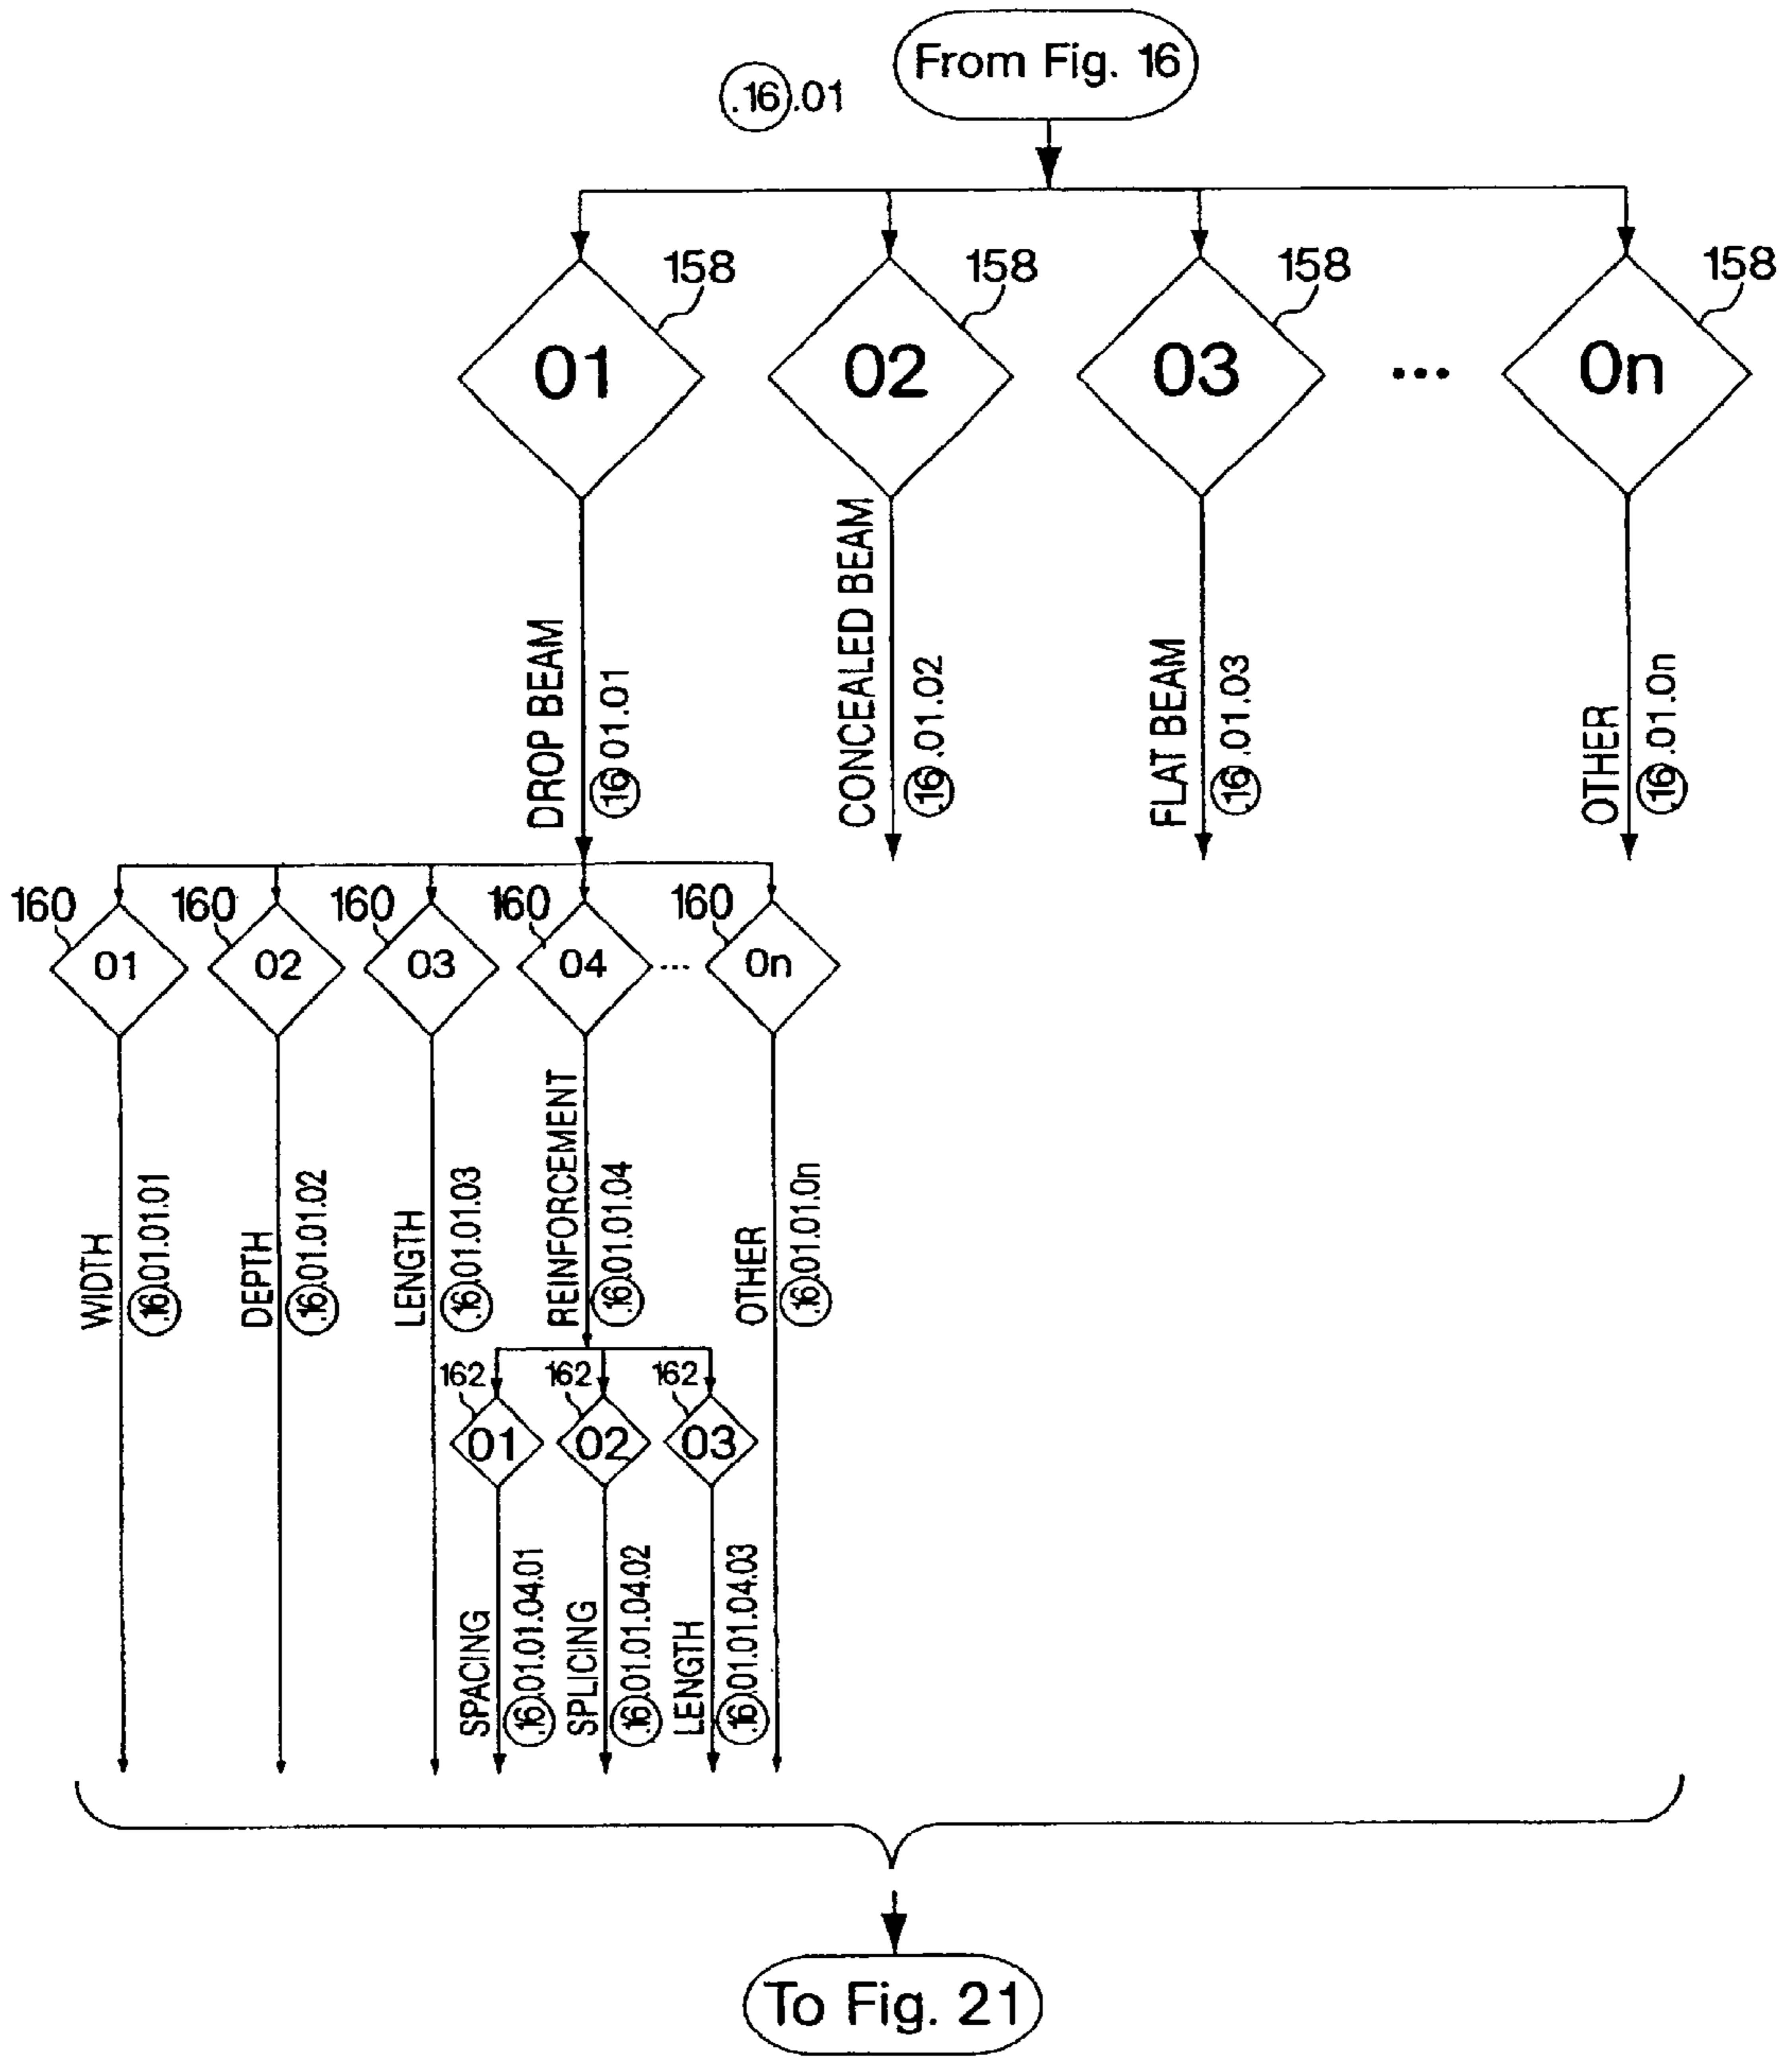 From Fig. 16
.16.01
158
158
158
158
01
02
03
...
0n
DROP BEAM
.16.01.01
CONCEALED BEAM
.16.01.02
FLAT BEAM
.16.01.03
OTHER
.16.01.0n
160
160
160
160
160
01
02
03
04
...
0n
WIDTH
.16.01.01.01
DEPTH
.16.01.01.02
LENGTH
.16.01.01.03
REINFORCEMENT
.16.01.01.04
OTHER
.16.01.01.0n
162
162
162
01
02
03
SPACING
.16.01.01.04.01
SPLICING
.16.01.01.04.02
LENGTH
.16.01.01.04.03
To Fig. 21